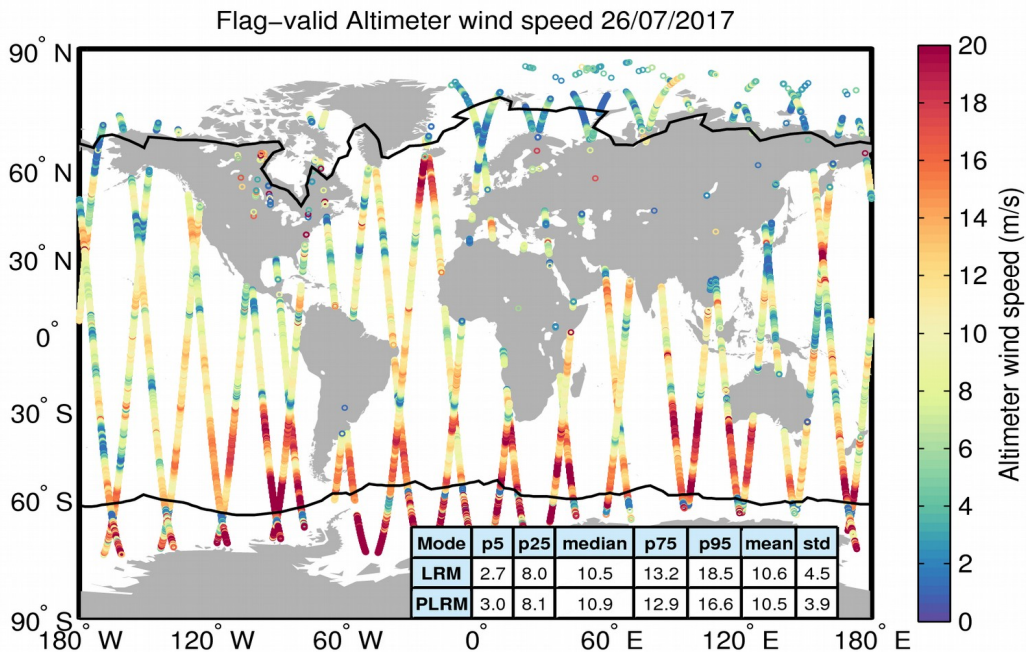 Flag−valid Altimeter wind speed 26/07/2017
90° N
60° N
30° N
0°
30° S
60° S
90° S
180° W
120° W
60° W
0°
60° E
120° E
180° E
Mode p5 p25 median p75 p95 mean std
LRM 2.7 8.0 10.5 13.2 18.5 10.6 4.5
PLRM 3.0 8.1 10.9 12.9 16.6 10.5 3.9
20
18
16
14
12
10
8
6
4
2
0
Altimeter wind speed (m/s)